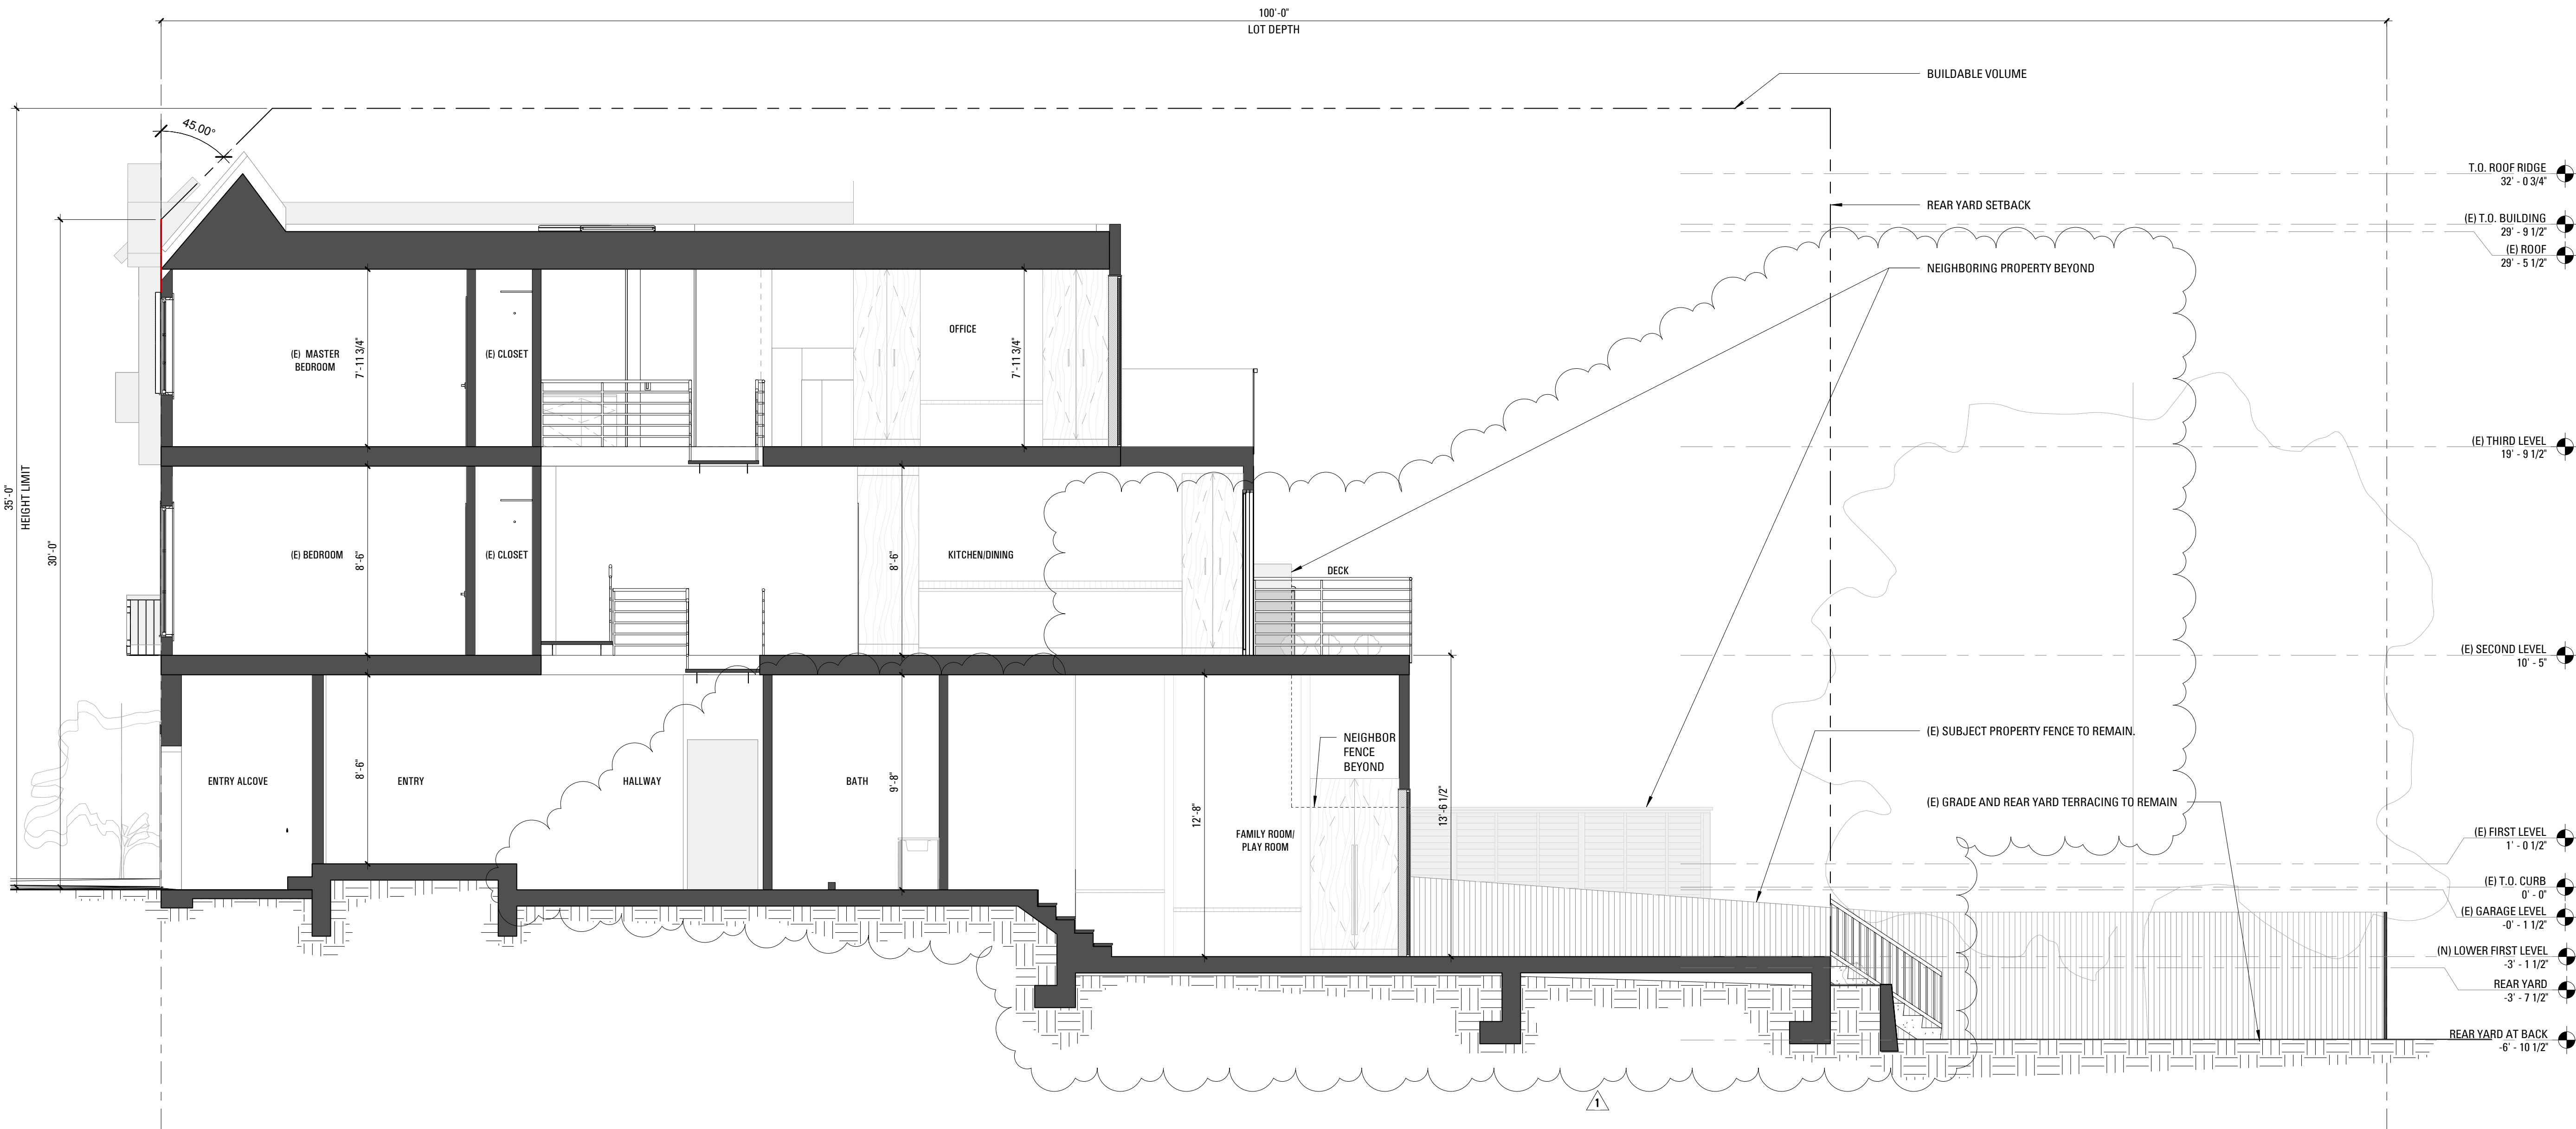 100'-0"
LOT DEPTH
BUILDABLE VOLUME
45.00°
T.O. ROOF RIDGE
32' - 0 3/4"
REAR YARD SETBACK
(E) T.O. BUILDING
29' - 9 1/2"
(E) ROOF
29' - 5 1/2"
NEIGHBORING PROPERTY BEYOND
OFFICE
(E) MASTER
BEDROOM
7'-11 3/4"
(E) CLOSET
7'-11 3/4"
(E) THIRD LEVEL
19' - 9 1/2"
35'-0"
HEIGHT LIMIT
30'-0"
(E) BEDROOM
8'-6"
(E) CLOSET
8'-6"
KITCHEN/DINING
DECK
(E) SECOND LEVEL
10' - 5"
NEIGHBOR
FENCE
BEYOND
(E) SUBJECT PROPERTY FENCE TO REMAIN.
ENTRY ALCOVE
8'-6"
ENTRY
HALLWAY
BATH
9'-8"
12'-8"
13'-6 1/2"
(E) GRADE AND REAR YARD TERRACING TO REMAIN
FAMILY ROOM/
PLAY ROOM
(E) FIRST LEVEL
1' - 0 1/2"
(E) T.O. CURB
0' - 0"
(E) GARAGE LEVEL
-0' - 1 1/2"
(N) LOWER FIRST LEVEL
-3' - 1 1/2"
REAR YARD
-3' - 7 1/2"
REAR YARD AT BACK
-6' - 10 1/2"
1